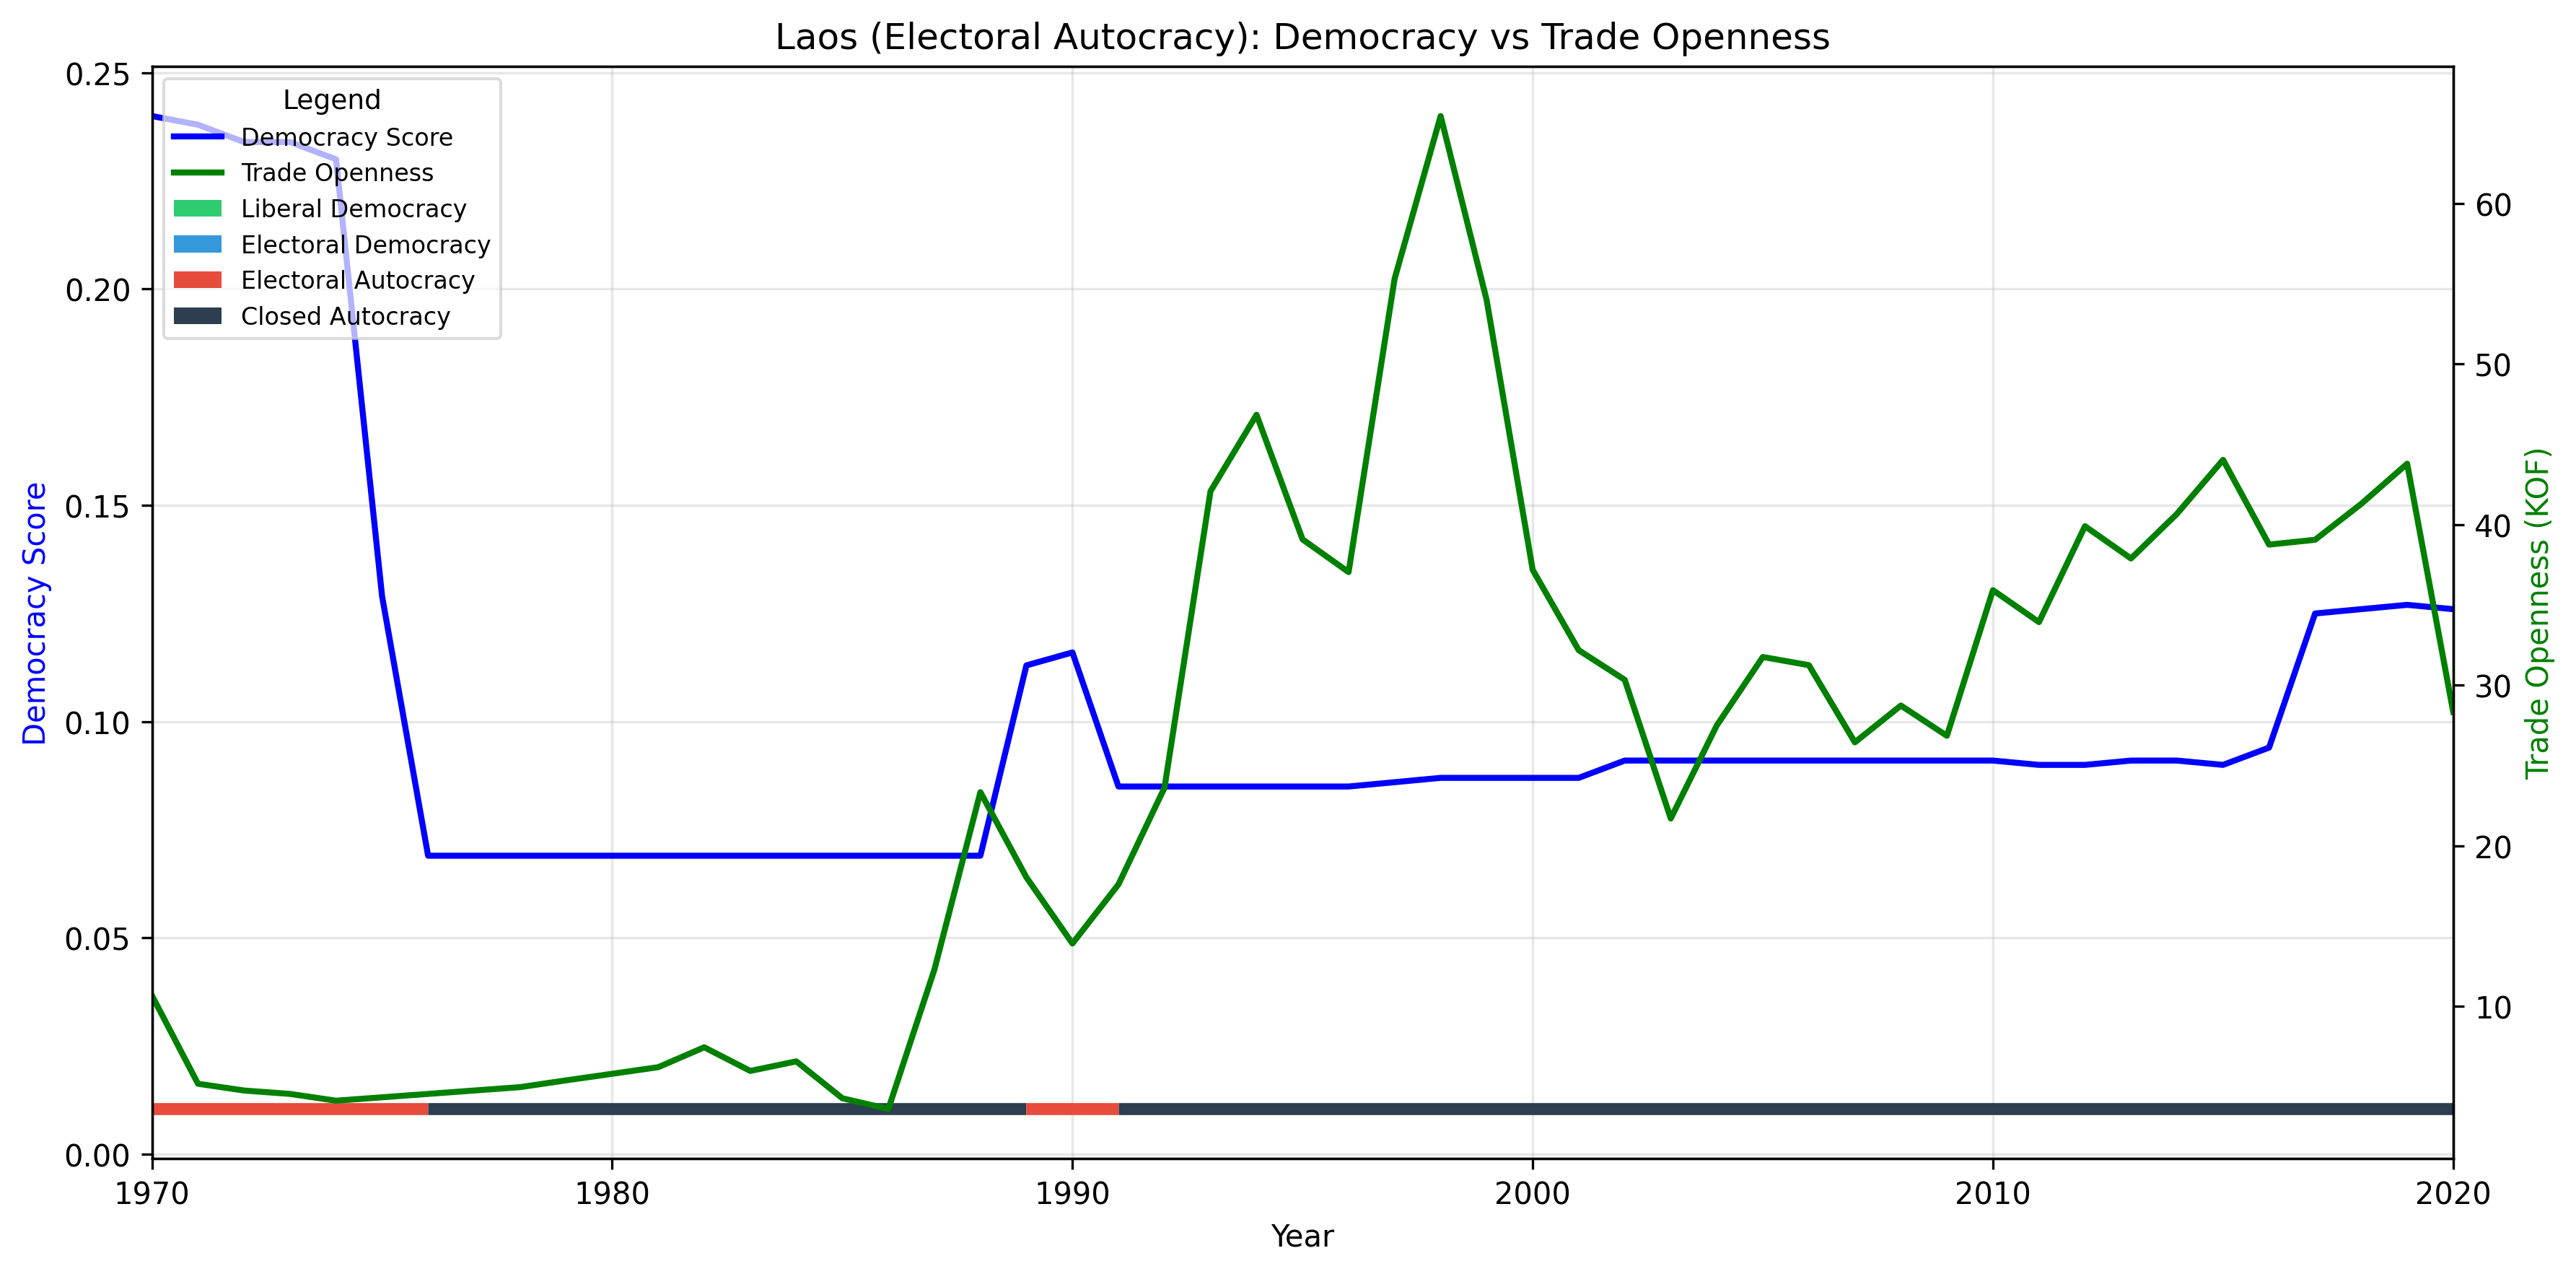 Laos (Electoral Autocracy): Democracy vs Trade Openness
Legend
Democracy Score
Trade Openness
Liberal Democracy
Electoral Democracy
Electoral Autocracy
Closed Autocracy
0.25
0.20
0.15
0.10
0.05
0.00
Democracy Score
60
50
40
30
20
10
Trade Openness (KOF)
1970
1980
1990
2000
2010
2020
Year